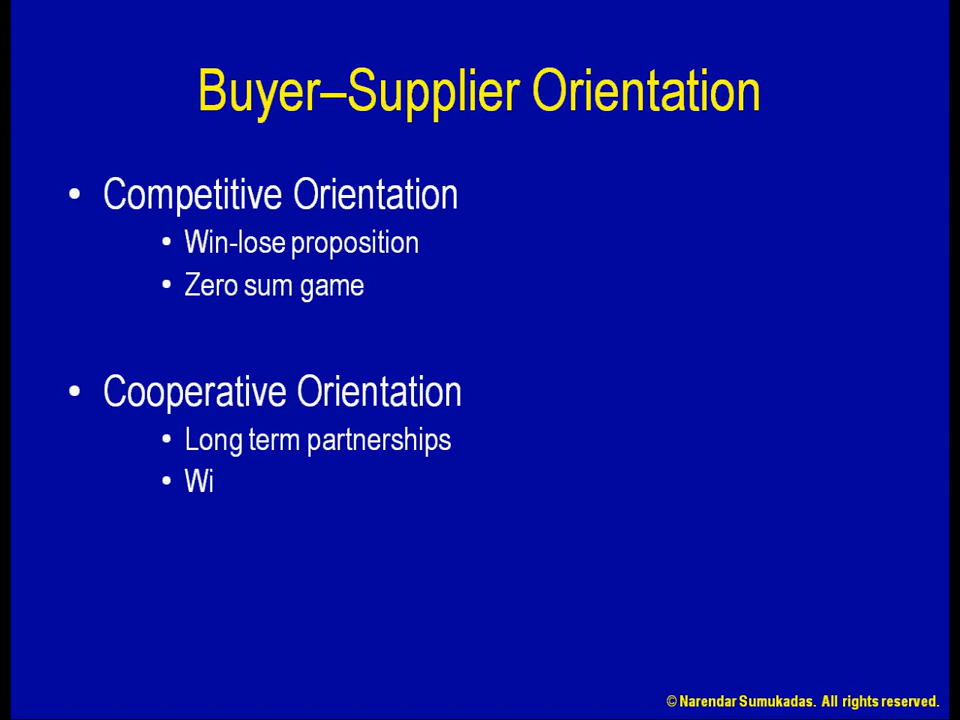 Buyer–Supplier Orientation
• Competitive Orientation
• Win-lose proposition
• Zero sum game
• Cooperative Orientation
• Long term partnerships
• Wi
© Narendar Sumukadas. All rights reserved.